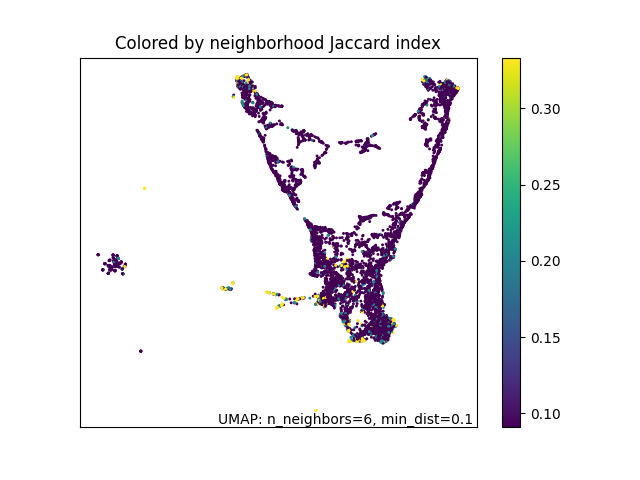 Colored by neighborhood Jaccard index
0.30
0.25
0.20
0.15
0.10
UMAP: n_neighbors=6, min_dist=0.1